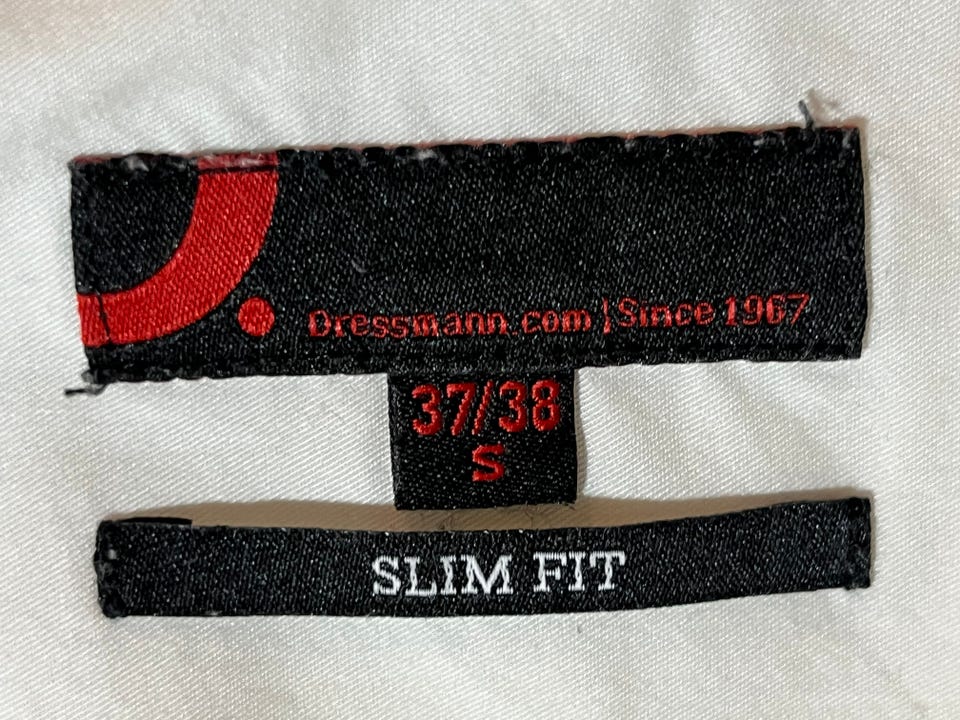 Dressmann.com | Since 1967
37/38
S
SLIM FIT